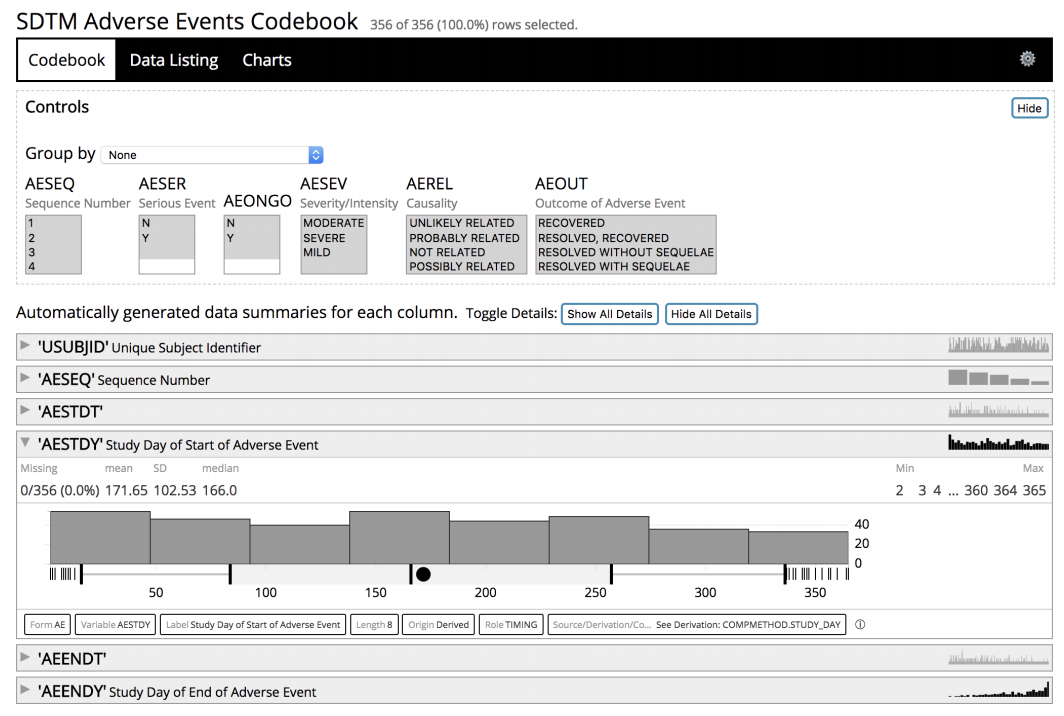 SDTM Adverse Events Codebook 356 of 356 (100.0%) rows selected.
Codebook Data Listing Charts
Controls
Hide
Group by None
AESEQ AESER AEONGO AESEV AEREL AEOUT
Sequence Number Serious Event Severity/Intensity Causality Outcome of Adverse Event
1 N N MODERATE UNLIKELY RELATED RECOVERED
2 Y Y SEVERE PROBABLY RELATED RESOLVED, RECOVERED
3 MILD NOT RELATED RESOLVED WITHOUT SEQUELAE
4 POSSIBLY RELATED RESOLVED WITH SEQUELAE
Automatically generated data summaries for each column. Toggle Details: Show All Details Hide All Details
'USUBJID' Unique Subject Identifier
'AESEQ' Sequence Number
'AESTDT'
'AESTDY' Study Day of Start of Adverse Event
Missing mean SD median Min Max
0/356 (0.0%) 171.65 102.53 166.0 2 3 4 ... 360 364 365
40
20
0
50 100 150 200 250 300 350
Form AE Variable AESTDY Label Study Day of Start of Adverse Event Length 8 Origin Derived Role TIMING Source/Derivation/Co... See Derivation: COMPMETHOD.STUDY_DAY ⓘ
'AEENDT'
'AEENDY' Study Day of End of Adverse Event